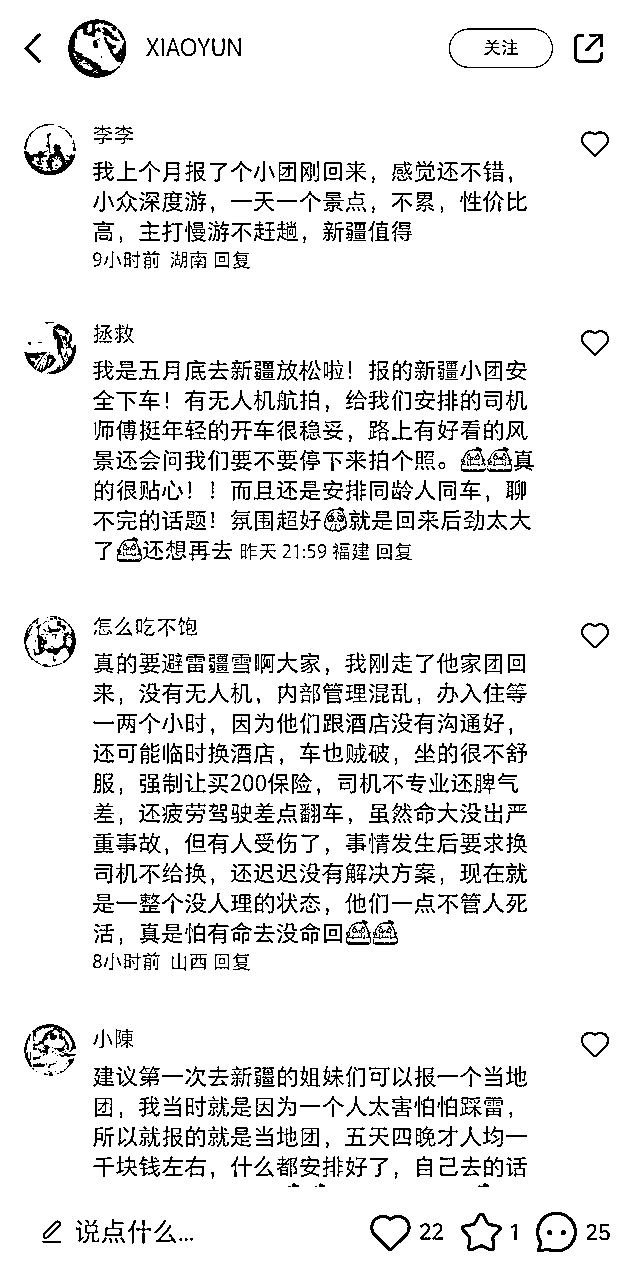 XIAOYUN
关注
李李
我上个月报了个小团刚回来，感觉还不错，
小众深度游，一天一个景点，不累，性价比
高，主打慢游不赶趟，新疆值得
9小时前 湖南 回复
拯救
我是五月底去新疆放松啦！报的新疆小团安
全下车！有无人机航拍，给我们安排的司机
师傅挺年轻的开车很稳妥，路上有好看的风
景还会问我们要不要停下来拍个照。真
的很贴心！！而且还是安排同龄人同车，聊
不完的话题！氛围超好就是回来后劲太大
了还想再去 昨天 21:59 福建 回复
怎么吃不饱
真的要避雷疆雪啊大家，我刚走了他家团回
来，没有无人机，内部管理混乱，办入住等
一两个小时，因为他们跟酒店没有沟通好，
还可能临时换酒店，车也贼破，坐的很不舒
服，强制让买200保险，司机不专业还脾气
差，还疲劳驾驶差点翻车，虽然命大没出严
重事故，但有人受伤了，事情发生后要求换
司机不给换，还迟迟没有解决方案，现在就
是一整个没人理的状态，他们一点不管人死
活，真是怕有命去没命回
8小时前 山西 回复
小陳
建议第一次去新疆的姐妹们可以报一个当地
团，我当时就是因为一个人太害怕怕踩雷，
所以就报的就是当地团，五天四晚才人均一
千块钱左右，什么都安排好了，自己去的话
说点什么...
22
1
25